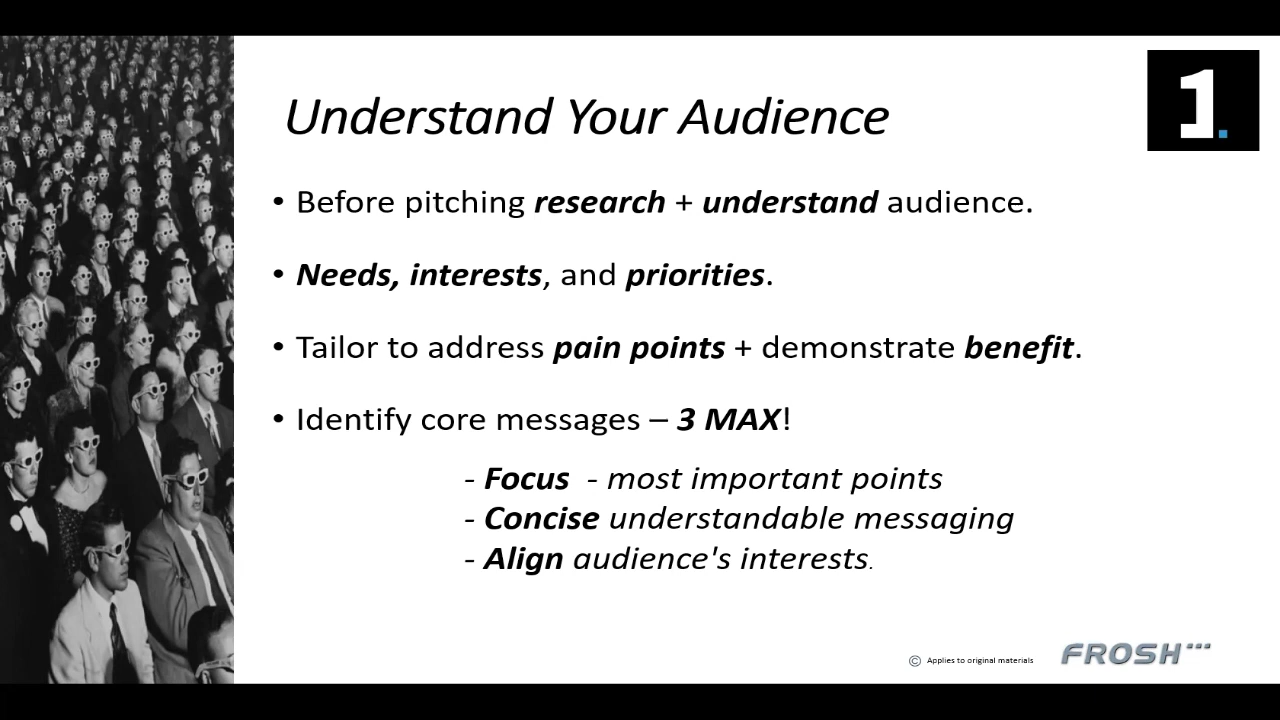 1.
Understand Your Audience
• Before pitching research + understand audience.
• Needs, interests, and priorities.
• Tailor to address pain points + demonstrate benefit.
• Identify core messages – 3 MAX!
- Focus - most important points
- Concise understandable messaging
- Align audience's interests.
© Applies to original materials
FROSH